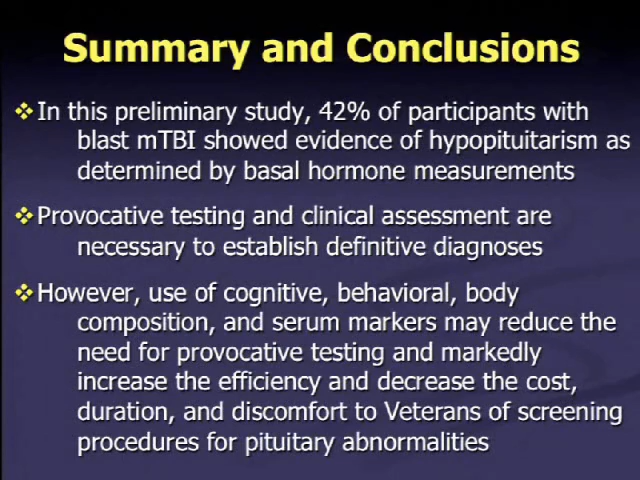 Summary and Conclusions
❖In this preliminary study, 42% of participants with
blast mTBI showed evidence of hypopituitarism as
determined by basal hormone measurements
❖Provocative testing and clinical assessment are
necessary to establish definitive diagnoses
❖However, use of cognitive, behavioral, body
composition, and serum markers may reduce the
need for provocative testing and markedly
increase the efficiency and decrease the cost,
duration, and discomfort to Veterans of screening
procedures for pituitary abnormalities